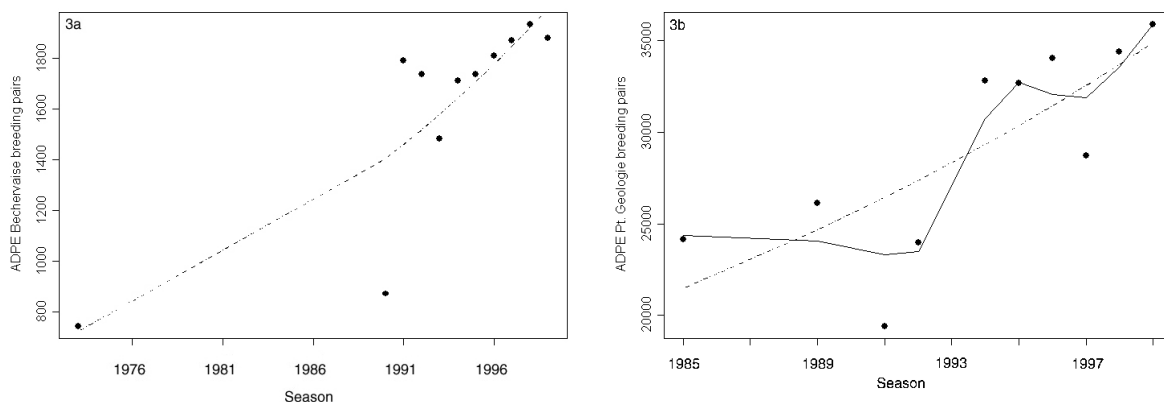 3a
ADPE Bechervaise breeding pairs
1800
1600
1400
1200
1000
800
1976 1981 1986 1991 1996
Season
3b
ADPE Pt. Geologie breeding pairs
35000
30000
25000
20000
1985 1989 1993 1997
Season